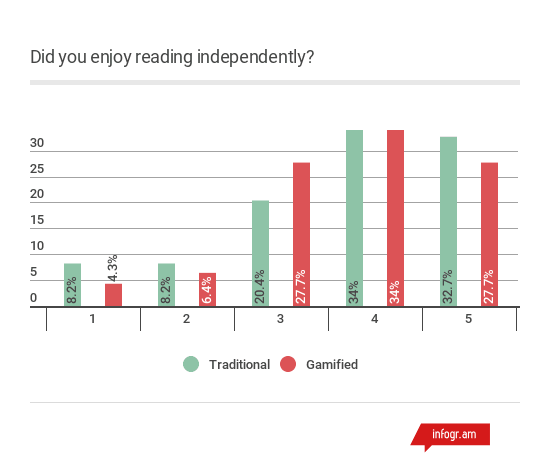 Did you enjoy reading independently?
30
25
20
15
10
5
0
8.2% 4.3% 8.2% 6.4% 20.4% 27.7% 34% 34% 32.7% 27.7%
1 2 3 4 5
Traditional Gamified
infogr.am